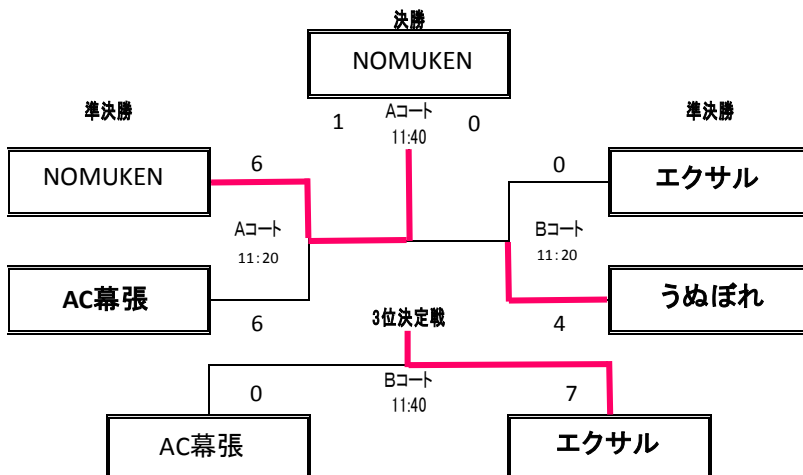 決勝
NOMUKEN
準決勝
準決勝
1
Aコート
0
11:40
NOMUKEN
6
0
エクサル
Aコート
Bコート
11:20
11:20
AC幕張
うぬぼれ
6
3位決定戦
4
0
Bコート
7
11:40
AC幕張
エクサル